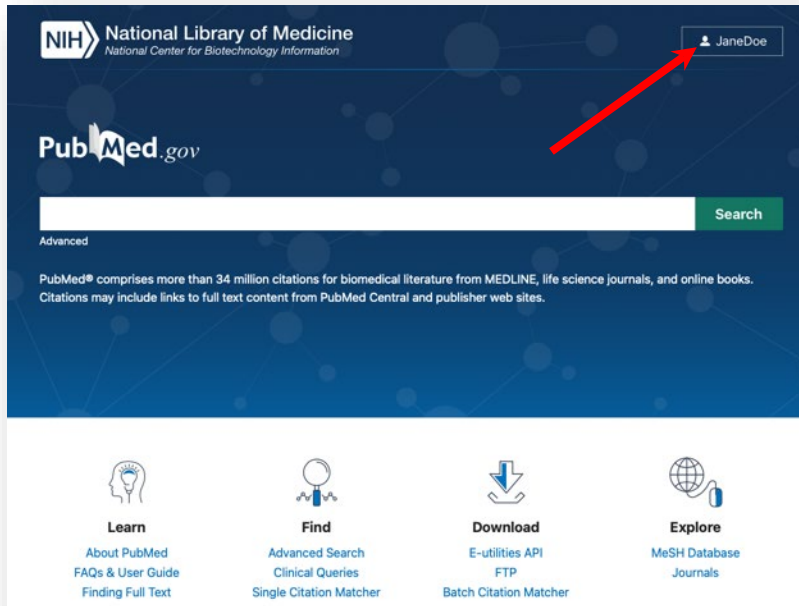 NIH National Library of Medicine
National Center for Biotechnology Information
JaneDoe
PubMed.gov
Search
Advanced
PubMed® comprises more than 34 million citations for biomedical literature from MEDLINE, life science journals, and online books.
Citations may include links to full text content from PubMed Central and publisher web sites.
Learn
About PubMed
FAQs & User Guide
Finding Full Text
Find
Advanced Search
Clinical Queries
Single Citation Matcher
Download
E-utilities API
FTP
Batch Citation Matcher
Explore
MeSH Database
Journals